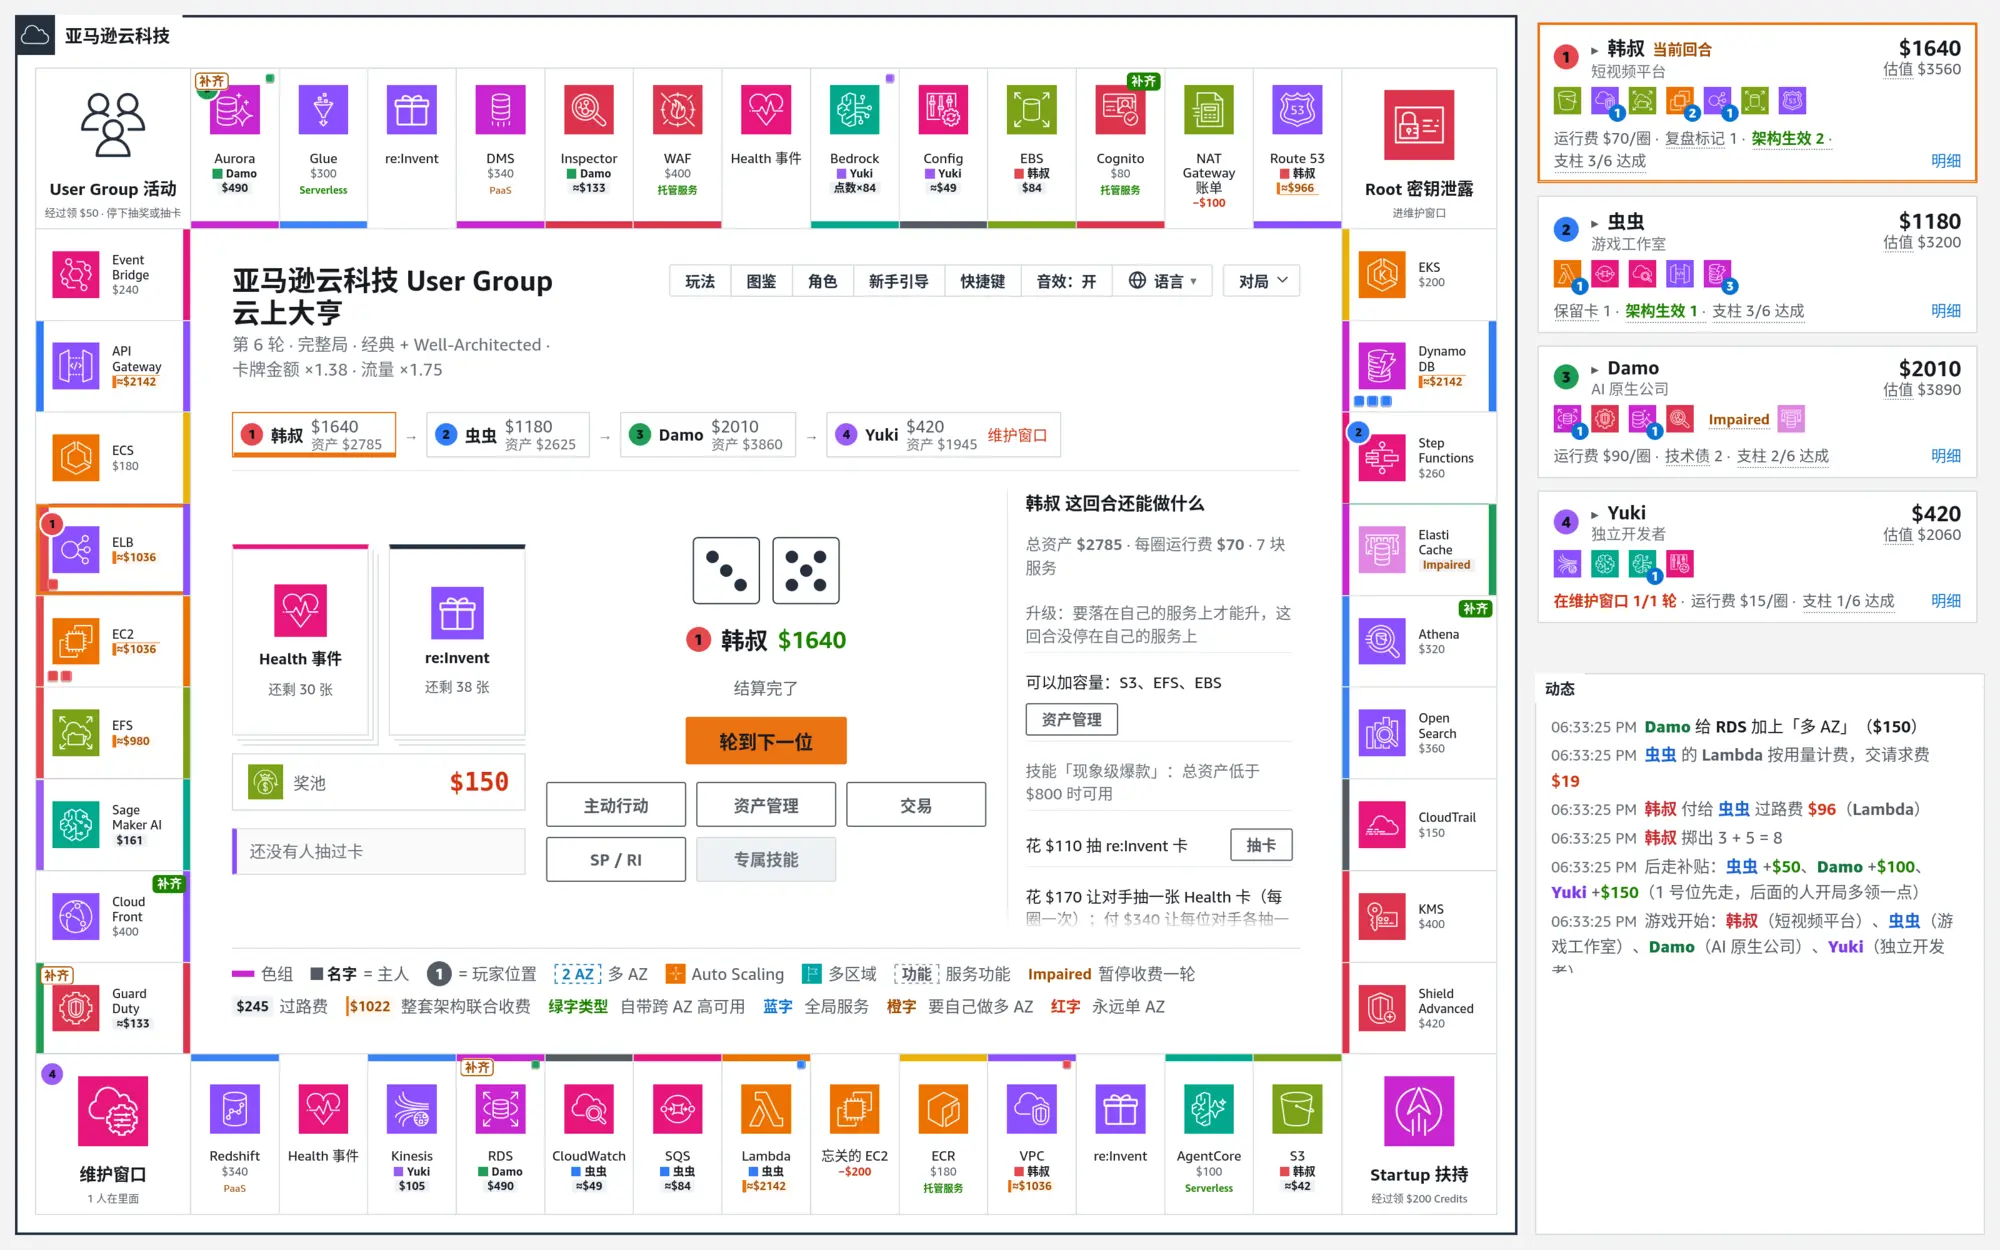 亚马逊云科技
User Group 活动
经过领 $50 · 停下抽奖或抽卡
补齐
Aurora
Damo
$490
Glue
$300
Serverless
re:Invent
DMS
$340
PaaS
Inspector
Damo
≈$133
WAF
$400
托管服务
Health 事件
Bedrock
Yuki
点数×84
Config
Yuki
≈$49
EBS
韩叔
$84
补齐
Cognito
$80
托管服务
NAT
Gateway
账单
−$100
Route 53
韩叔
≈$966
Root 密钥泄露
进维护窗口
Event
Bridge
$240
API
Gateway
≈$2142
ECS
$180
1
ELB
≈$1036
EC2
≈$1036
EFS
≈$980
Sage
Maker AI
$161
补齐
Cloud
Front
$400
补齐
Guard
Duty
≈$133
亚马逊云科技 User Group
云上大亨
第 6 轮 · 完整局 · 经典 + Well-Architected ·
卡牌金额 ×1.38 · 流量 ×1.75
玩法
图鉴
角色
新手引导
快捷键
音效：开
语言 ▾
对局
1 韩叔 $1640
资产 $2785
→
2 虫虫 $1180
资产 $2625
→
3 Damo $2010
资产 $3860
→
4 Yuki $420
资产 $1945
维护窗口
Health 事件
还剩 30 张
re:Invent
还剩 38 张
奖池 $150
还没有人抽过卡
1 韩叔 $1640
结算完了
轮到下一位
主动行动
资产管理
交易
SP / RI
专属技能
韩叔 这回合还能做什么
总资产 $2785 · 每圈运行费 $70 · 7 块
服务
升级：要落在自己的服务上才能升，这
回合没停在自己的服务上
可以加容量：S3、EFS、EBS
资产管理
技能「现象级爆款」：总资产低于
$800 时可用
花 $110 抽 re:Invent 卡
抽卡
花 $170 让对手抽一张 Health 卡（每
圈一次）；付 $340 让每位对手各抽一
色组
名字 = 主人
1 = 玩家位置
2 AZ 多 AZ
Auto Scaling
多区域
功能 服务功能
Impaired 暂停收费一轮
$245 过路费
$1022 整套架构联合收费
绿字类型 自带跨 AZ 高可用
蓝字 全局服务
橙字 要自己做多 AZ
红字 永远单 AZ
EKS
$200
Dynamo
DB
≈$2142
2
Step
Functions
$260
Elasti
Cache
Impaired
补齐
Athena
$320
Open
Search
$360
CloudTrail
$150
KMS
$400
Shield
Advanced
$420
4
维护窗口
1 人在里面
Redshift
$340
PaaS
Health 事件
Kinesis
Yuki
$105
补齐
RDS
Damo
$490
CloudWatch
虫虫
≈$49
SQS
虫虫
≈$84
Lambda
虫虫
≈$2142
忘关的 EC2
−$200
ECR
$180
托管服务
VPC
韩叔
≈$1036
re:Invent
AgentCore
$100
Serverless
S3
韩叔
≈$42
Startup 扶持
经过领 $200 Credits
1 ▸ 韩叔 当前回合 $1640
短视频平台 估值 $3560
1
2
1
运行费 $70/圈 · 复盘标记 1 · 架构生效 2 ·
支柱 3/6 达成 明细
2 ▸ 虫虫 $1180
游戏工作室 估值 $3200
1
3
保留卡 1 · 架构生效 1 · 支柱 3/6 达成 明细
3 ▸ Damo $2010
AI 原生公司 估值 $3890
1
1
Impaired
运行费 $90/圈 · 技术债 2 · 支柱 2/6 达成 明细
4 ▸ Yuki $420
独立开发者 估值 $2060
1
在维护窗口 1/1 轮 · 运行费 $15/圈 · 支柱 1/6 达成 明细
动态
06:33:25 PM Damo 给 RDS 加上「多 AZ」（$150）
06:33:25 PM 虫虫 的 Lambda 按用量计费，交请求费
$19
06:33:25 PM 韩叔 付给 虫虫 过路费 $96（Lambda）
06:33:25 PM 韩叔 掷出 3 + 5 = 8
06:33:25 PM 后走补贴：虫虫 +$50、Damo +$100、
Yuki +$150（1 号位先走，后面的人开局多领一点）
06:33:25 PM 游戏开始：韩叔（短视频平台）、虫虫（游
戏工作室）、Damo（AI 原生公司）、Yuki（独立开发
者）